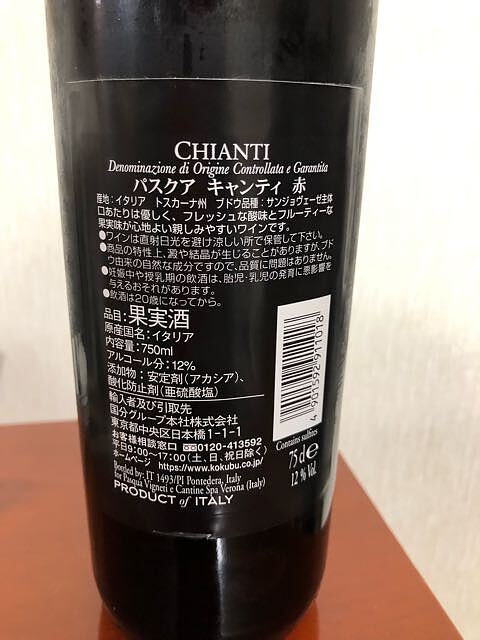 CHIANTI
Denominazione di Origine Controllata e Garantita
パスクア キャンティ 赤
産地：イタリア トスカーナ州 ブドウ品種：サンジョヴェーゼ主体
口あたりは優しく、フレッシュな酸味とフルーティーな
果実味が心地よい親しみやすいワインです。
●ワインは直射日光を避け涼しい所で保管して下さい。
●商品の特性上、澱や結晶が生じることがありますが、ブド
ウ由来の自然な成分ですので、品質に問題はありません。
●妊娠中や授乳期の飲酒は、胎児・乳児の発育に悪影響を
与えるおそれがあります。
●飲酒は20歳になってから。
品目：果実酒
原産国名：イタリア
内容量：750ml
アルコール分：12%
添加物：安定剤（アカシア）、
酸化防止剤（亜硫酸塩）
輸入者及び引取先
国分グループ本社株式会社
東京都中央区日本橋1-1-1
お客様相談窓口 0120-413592
平日9:00～17:00（土、日、祝日除く）
ホームページ https://www.kokubu.co.jp/
Bottled by: IT 1493/PI Pontedera, Italy
for Pasqua Vigneti e Cantine Spa Verona (Italy)
PRODUCT of ITALY
4 901592 971018
Contains sulfites
75 cl e
12 % Vol.